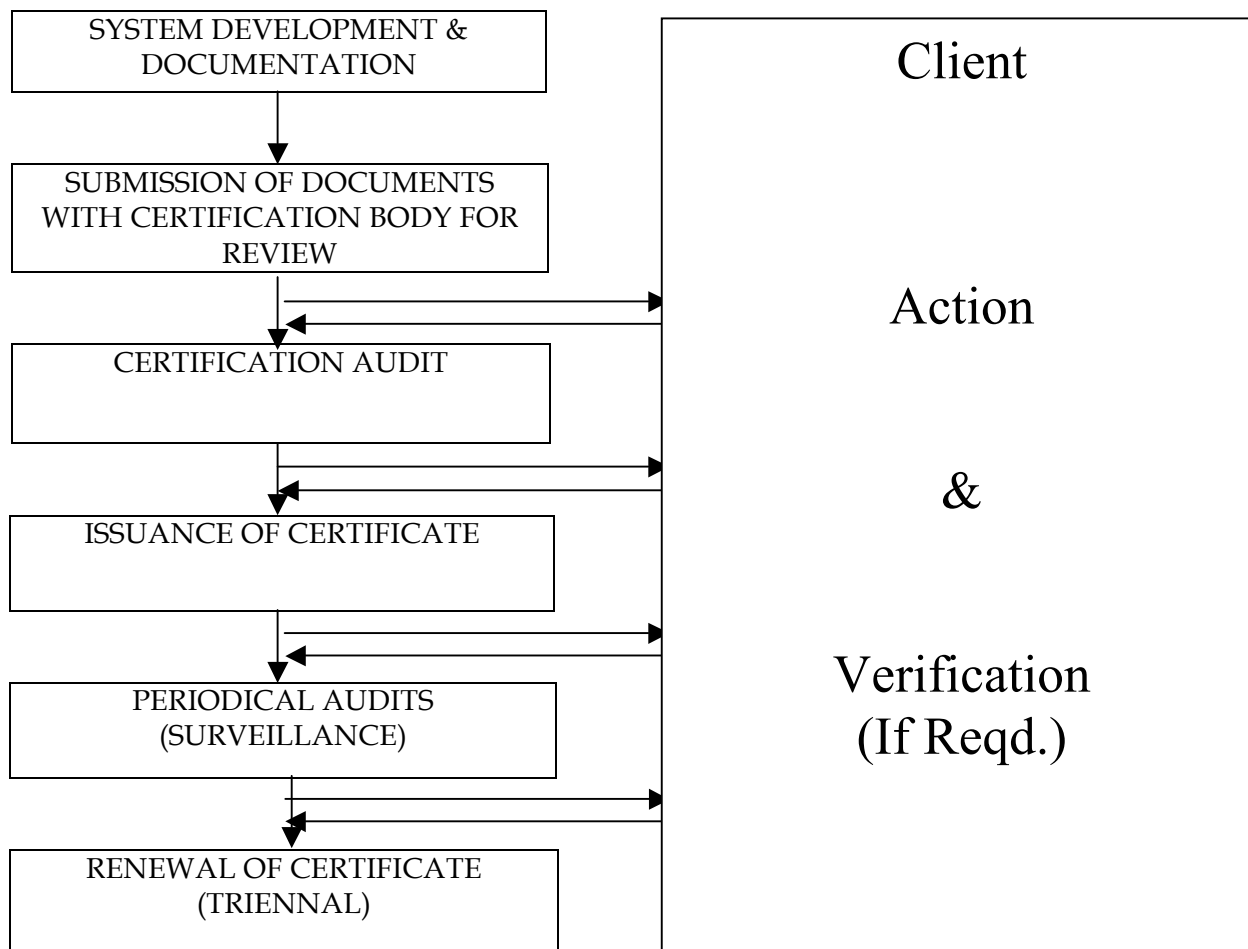 SYSTEM DEVELOPMENT &
DOCUMENTATION
SUBMISSION OF DOCUMENTS
WITH CERTIFICATION BODY FOR
REVIEW
CERTIFICATION AUDIT
ISSUANCE OF CERTIFICATE
PERIODICAL AUDITS
(SURVEILLANCE)
RENEWAL OF CERTIFICATE
(TRIENNAL)
Client
Action
&
Verification
(If Reqd.)